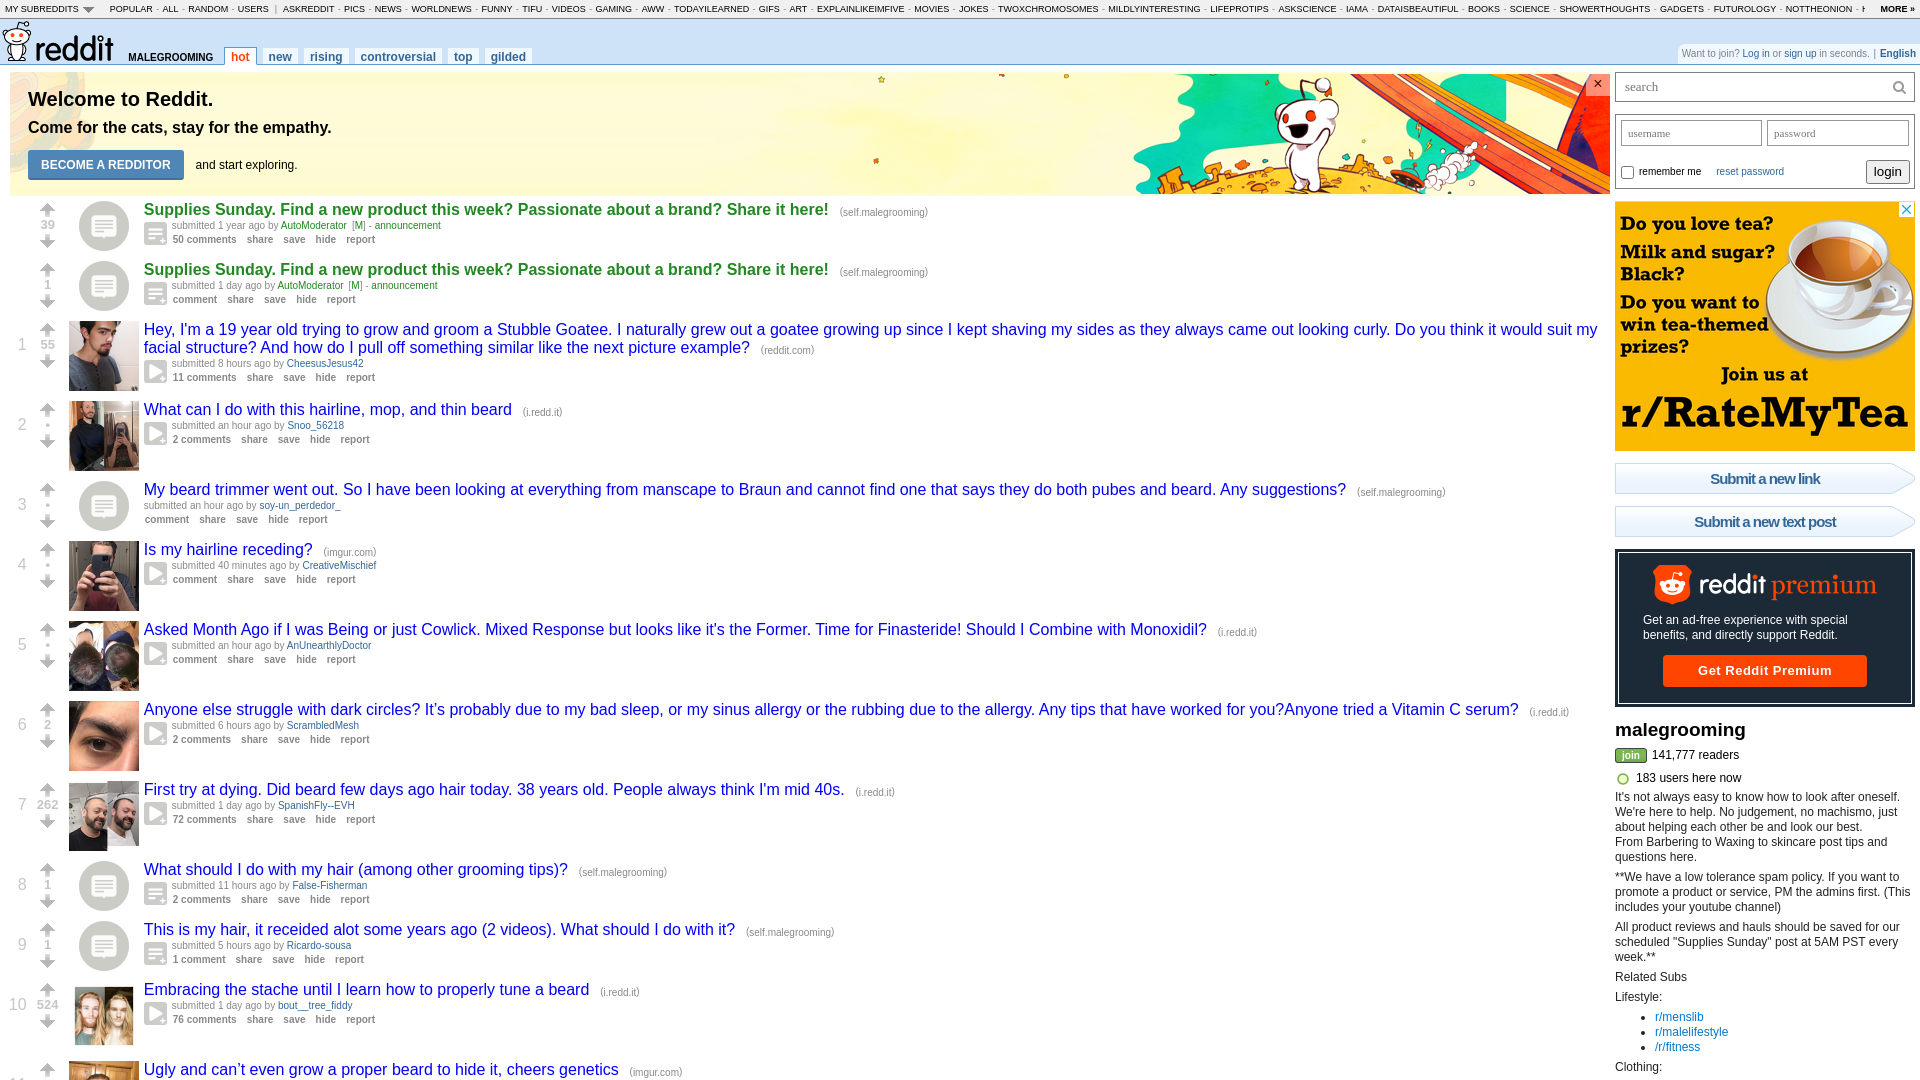 MY SUBREDDITS POPULAR - ALL - RANDOM - USERS | ASKREDDIT - PICS - NEWS - WORLDNEWS - FUNNY - TIFU - VIDEOS - GAMING - AWW - TODAYILEARNED - GIFS - ART - EXPLAINLIKEIMFIVE - MOVIES - JOKES - TWOXCHROMOSOMES - MILDLYINTERESTING - LIFEPROTIPS - ASKSCIENCE - IAMA - DATAISBEAUTIFUL - BOOKS - SCIENCE - SHOWERTHOUGHTS - GADGETS - FUTUROLOGY - NOTTHEONION - MORE »
reddit MALEGROOMING hot new rising controversial top gilded
Want to join? Log in or sign up in seconds. | English
Welcome to Reddit.
Come for the cats, stay for the empathy.
BECOME A REDDITOR and start exploring.
×
39
Supplies Sunday. Find a new product this week? Passionate about a brand? Share it here! (self.malegrooming)
submitted 1 year ago by AutoModerator [M] - announcement
50 comments share save hide report
1
Supplies Sunday. Find a new product this week? Passionate about a brand? Share it here! (self.malegrooming)
submitted 1 day ago by AutoModerator [M] - announcement
comment share save hide report
1
55
Hey, I'm a 19 year old trying to grow and groom a Stubble Goatee. I naturally grew out a goatee growing up since I kept shaving my sides as they always came out looking curly. Do you think it would suit my
facial structure? And how do I pull off something similar like the next picture example? (reddit.com)
submitted 8 hours ago by CheesusJesus42
11 comments share save hide report
2
•
What can I do with this hairline, mop, and thin beard (i.redd.it)
submitted an hour ago by Snoo_56218
2 comments share save hide report
3
•
My beard trimmer went out. So I have been looking at everything from manscape to Braun and cannot find one that says they do both pubes and beard. Any suggestions? (self.malegrooming)
submitted an hour ago by soy-un_perdedor_
comment share save hide report
4
•
Is my hairline receding? (imgur.com)
submitted 40 minutes ago by CreativeMischief
comment share save hide report
5
•
Asked Month Ago if I was Being or just Cowlick. Mixed Response but looks like it's the Former. Time for Finasteride! Should I Combine with Monoxidil? (i.redd.it)
submitted an hour ago by AnUnearthlyDoctor
comment share save hide report
6
2
Anyone else struggle with dark circles? It’s probably due to my bad sleep, or my sinus allergy or the rubbing due to the allergy. Any tips that have worked for you?Anyone tried a Vitamin C serum? (i.redd.it)
submitted 6 hours ago by ScrambledMesh
2 comments share save hide report
7
262
First try at dying. Did beard few days ago hair today. 38 years old. People always think I'm mid 40s. (i.redd.it)
submitted 1 day ago by SpanishFly--EVH
72 comments share save hide report
8
1
What should I do with my hair (among other grooming tips)? (self.malegrooming)
submitted 11 hours ago by False-Fisherman
2 comments share save hide report
9
1
This is my hair, it receided alot some years ago (2 videos). What should I do with it? (self.malegrooming)
submitted 5 hours ago by Ricardo-sousa
1 comment share save hide report
10
524
Embracing the stache until I learn how to properly tune a beard (i.redd.it)
submitted 1 day ago by bout__tree_fiddy
76 comments share save hide report
Ugly and can’t even grow a proper beard to hide it, cheers genetics (imgur.com)
search
username password
remember me reset password login
Do you love tea?
Milk and sugar?
Black?
Do you want to
win tea-themed
prizes?
Join us at
r/RateMyTea
Submit a new link
Submit a new text post
reddit premium
Get an ad-free experience with special
benefits, and directly support Reddit.
Get Reddit Premium
malegrooming
join 141,777 readers
183 users here now
It's not always easy to know how to look after oneself.
We're here to help. No judgement, no machismo, just
about helping each other be and look our best.
From Barbering to Waxing to skincare post tips and
questions here.
**We have a low tolerance spam policy. If you want to
promote a product or service, PM the admins first. (This
includes your youtube channel)
All product reviews and hauls should be saved for our
scheduled "Supplies Sunday" post at 5AM PST every
week.**
Related Subs
Lifestyle:
• r/menslib
• r/malelifestyle
• /r/fitness
Clothing: